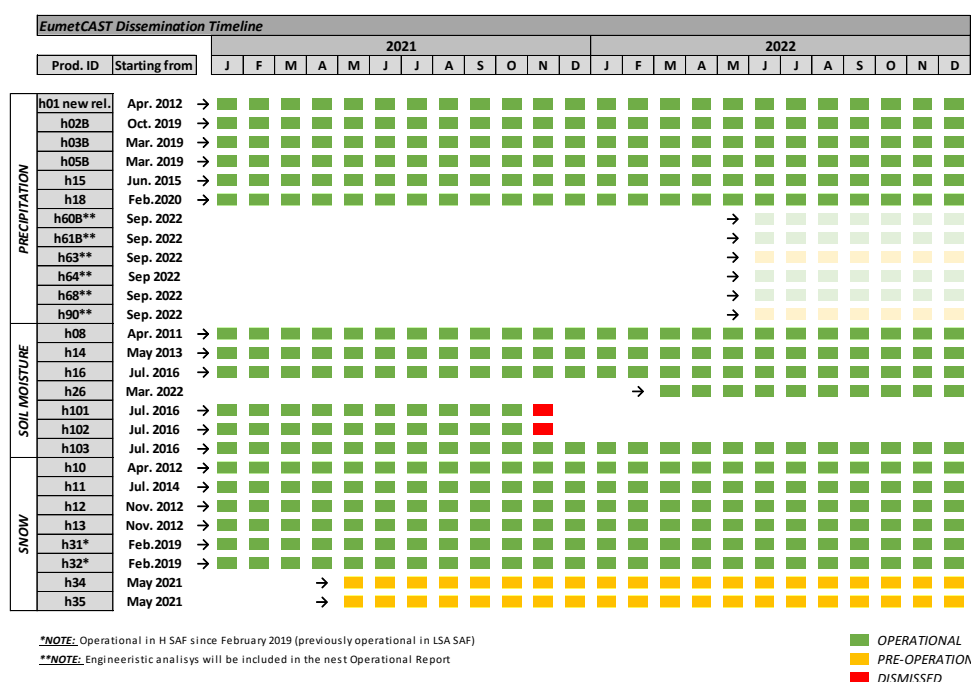 EumetCAST Dissemination Timeline
2021 2022
Prod. ID Starting from J F M A M J J A S O N D J F M A M J J A S O N D
PRECIPITATION
h01 new rel. Apr. 2012 →
h02B Oct. 2019 →
h03B Mar. 2019 →
h05B Mar. 2019 →
h15 Jun. 2015 →
h18 Feb.2020 →
h60B** Sep. 2022 →
h61B** Sep. 2022 →
h63** Sep. 2022 →
h64** Sep 2022 →
h68** Sep. 2022 →
h90** Sep. 2022 →
SOIL MOISTURE
h08 Apr. 2011 →
h14 May 2013 →
h16 Jul. 2016 →
h26 Mar. 2022 →
h101 Jul. 2016 →
h102 Jul. 2016 →
h103 Jul. 2016 →
SNOW
h10 Apr. 2012 →
h11 Jul. 2014 →
h12 Nov. 2012 →
h13 Nov. 2012 →
h31* Feb.2019 →
h32* Feb.2019 →
h34 May 2021 →
h35 May 2021 →
*NOTE: Operational in H SAF since February 2019 (previously operational in LSA SAF)
**NOTE: Engineeristic analisys will be included in the nest Operational Report
OPERATIONAL
PRE-OPERATION
DISMISSED